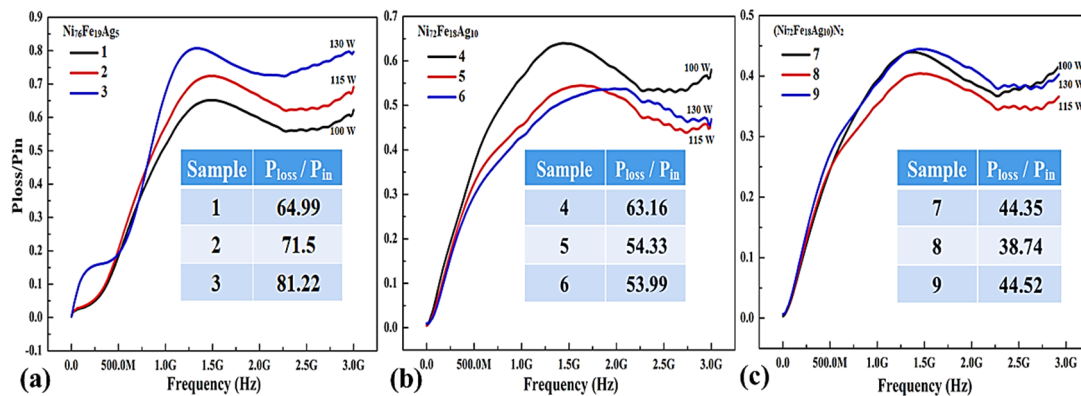 Ploss/Pin
0.9
0.8
0.7
0.6
0.5
0.4
0.3
0.2
0.1
0.0
-0.1
Ni76Fe19Ag5
1
2
3
130 W
115 W
100 W
Sample Ploss / Pin
1 64.99
2 71.5
3 81.22
0.0 500.0M 1.0G 1.5G 2.0G 2.5G 3.0G
(a) Frequency (Hz)
0.7
0.6
0.5
0.4
0.3
0.2
0.1
0.0
Ni72Fe18Ag10
4
5
6
100 W
130 W
115 W
Sample Ploss / Pin
4 63.16
5 54.33
6 53.99
0.0 500.0M 1.0G 1.5G 2.0G 2.5G 3.0G
(b) Frequency (Hz)
0.5
0.4
0.3
0.2
0.1
0.0
(Ni72Fe18Ag10)N2
7
8
9
100 W
130 W
115 W
Sample Ploss / Pin
7 44.35
8 38.74
9 44.52
0.0 500.0M 1.0G 1.5G 2.0G 2.5G 3.0G
(c) Frequency (Hz)